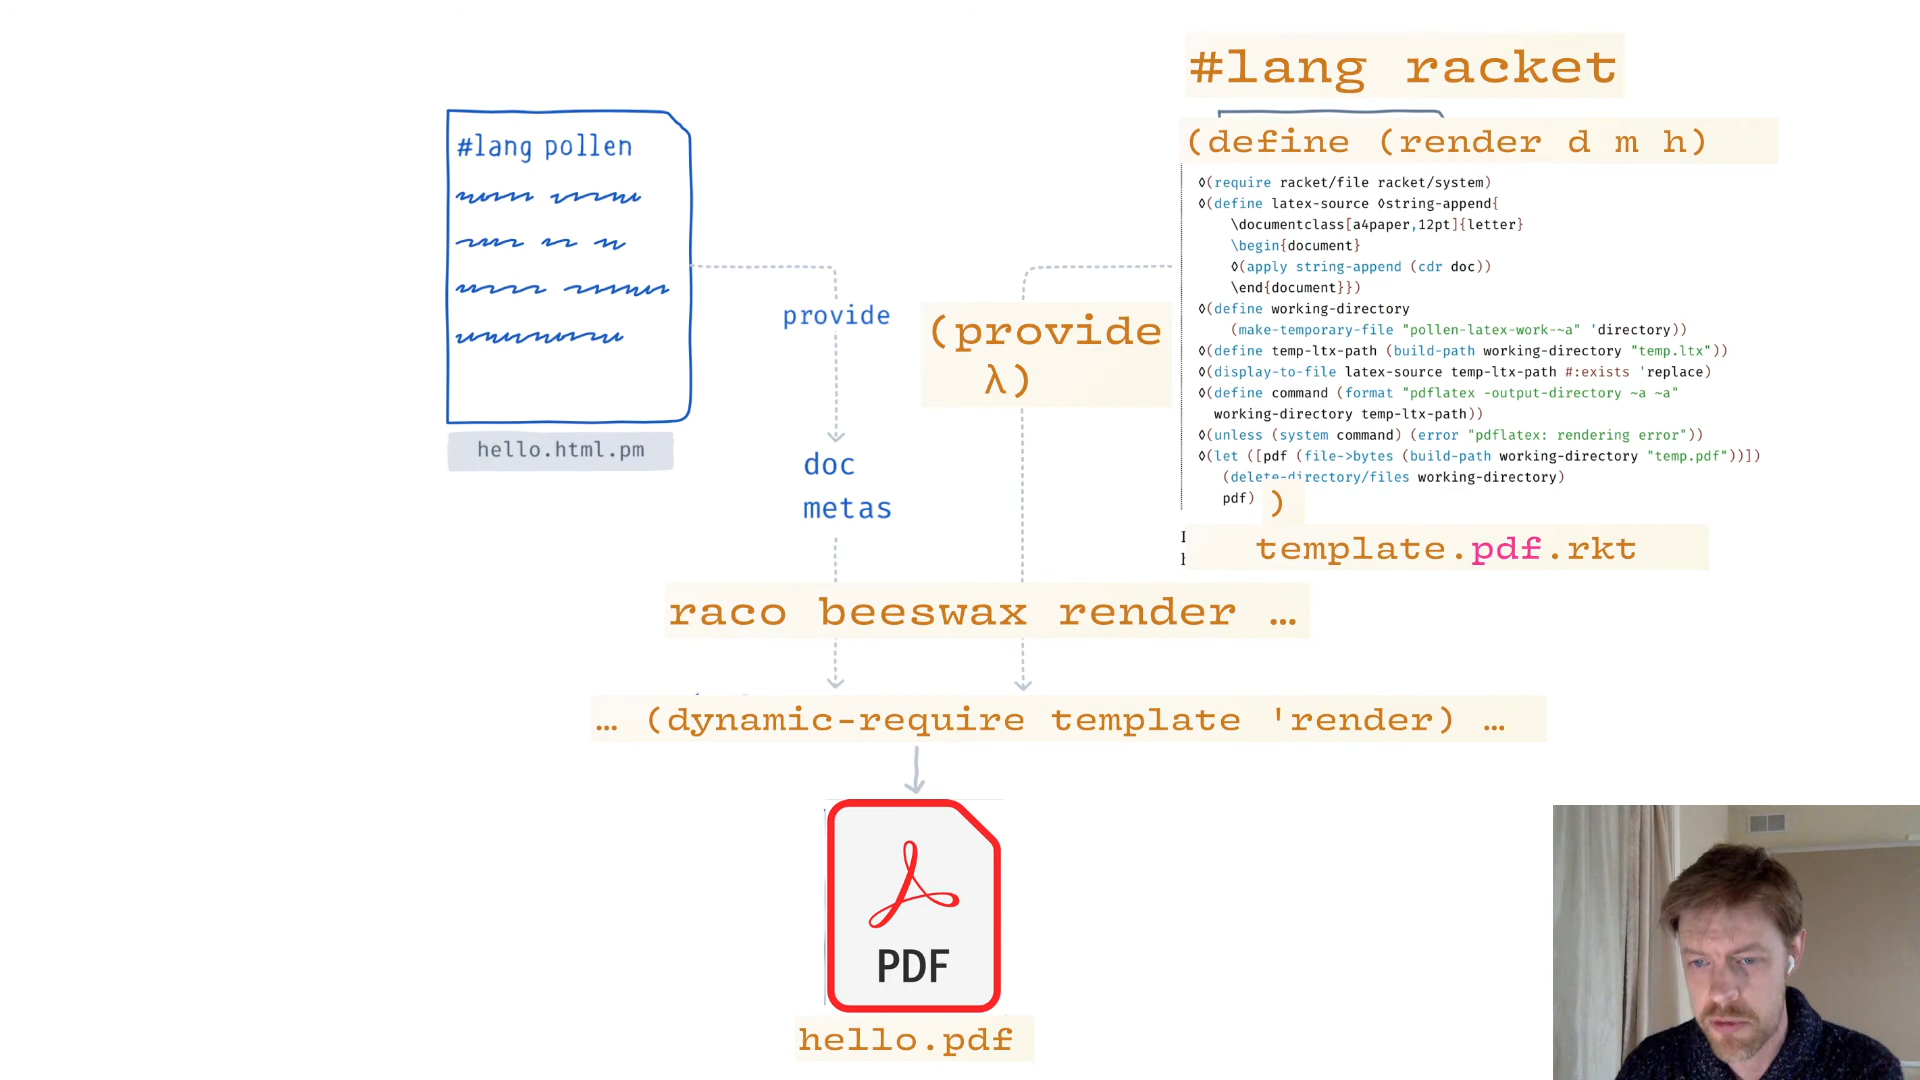 #lang racket
#lang pollen
hello.html.pm
provide
doc
metas
(provide
λ)
(define (render d m h)
◊(require racket/file racket/system)
◊(define latex-source ◊string-append{
\documentclass[a4paper,12pt]{letter}
\begin{document}
◊(apply string-append (cdr doc))
\end{document}})
◊(define working-directory
(make-temporary-file "pollen-latex-work-~a" 'directory))
◊(define temp-ltx-path (build-path working-directory "temp.ltx"))
◊(display-to-file latex-source temp-ltx-path #:exists 'replace)
◊(define command (format "pdflatex -output-directory ~a ~a"
working-directory temp-ltx-path))
◊(unless (system command) (error "pdflatex: rendering error"))
◊(let ([pdf (file->bytes (build-path working-directory "temp.pdf"))])
(delete-directory/files working-directory)
pdf) )
template.pdf.rkt
raco beeswax render …
… (dynamic-require template 'render) …
PDF
hello.pdf